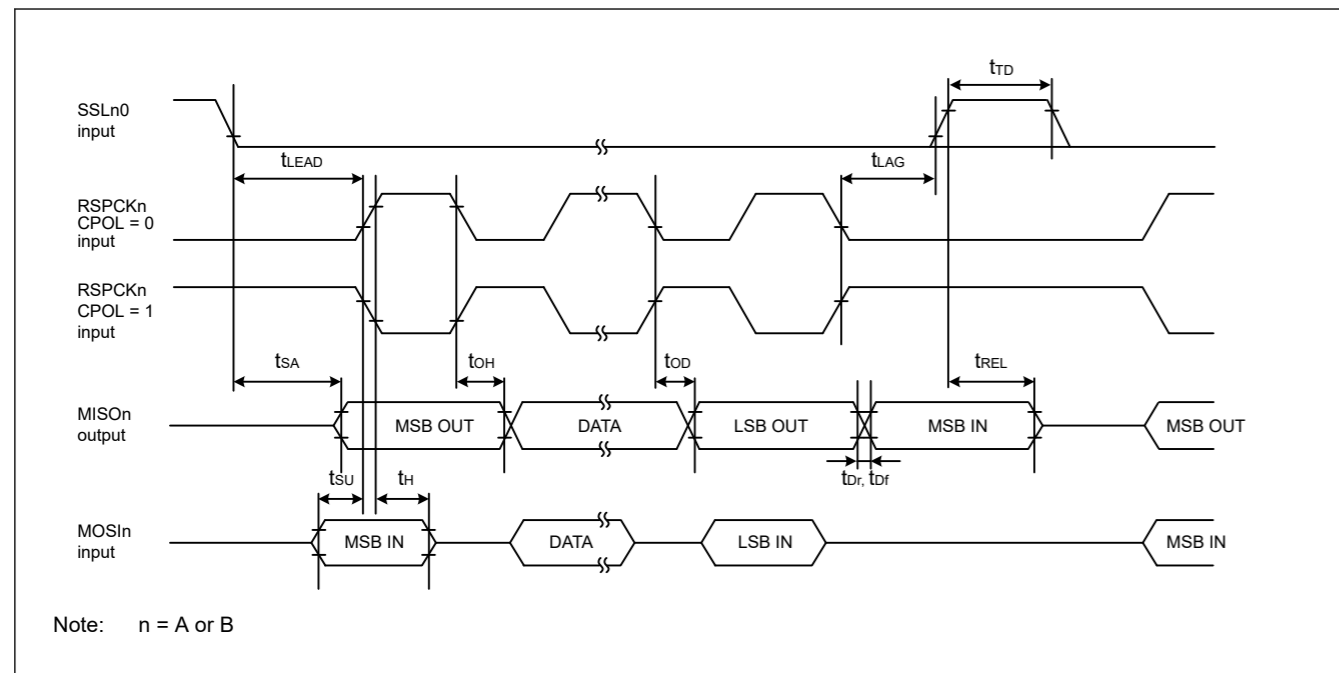 tTD
SSLn0
input
tLEAD
tLAG
RSPCKn
CPOL = 0
input
RSPCKn
CPOL = 1
input
tSA
tOH
tOD
tREL
MISOn
output
MSB OUT
DATA
LSB OUT
MSB IN
MSB OUT
tSU
tH
tDr, tDf
MOSIn
input
MSB IN
DATA
LSB IN
MSB IN
Note: n = A or B